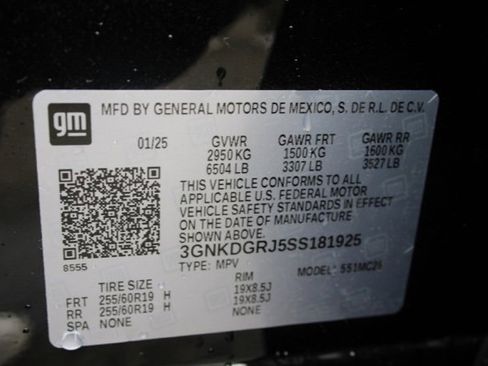 gm
MFD BY GENERAL MOTORS DE MEXICO, S. DE R.L. DE C.V.
01/25 GVWR GAWR FRT GAWR RR
2950 KG 1500 KG 1600 KG
6504 LB 3307 LB 3527 LB
THIS VEHICLE CONFORMS TO ALL
APPLICABLE U.S. FEDERAL MOTOR
VEHICLE SAFETY STANDARDS IN EFFECT
ON THE DATE OF MANUFACTURE
SHOWN ABOVE.
3GNKDGRJ5SS181925
8555 TYPE: MPV MODEL: 5S1MC26
TIRE SIZE RIM
FRT 255/60R19 H 19X8.5J
RR 255/60R19 H 19X8.5J
SPA NONE NONE